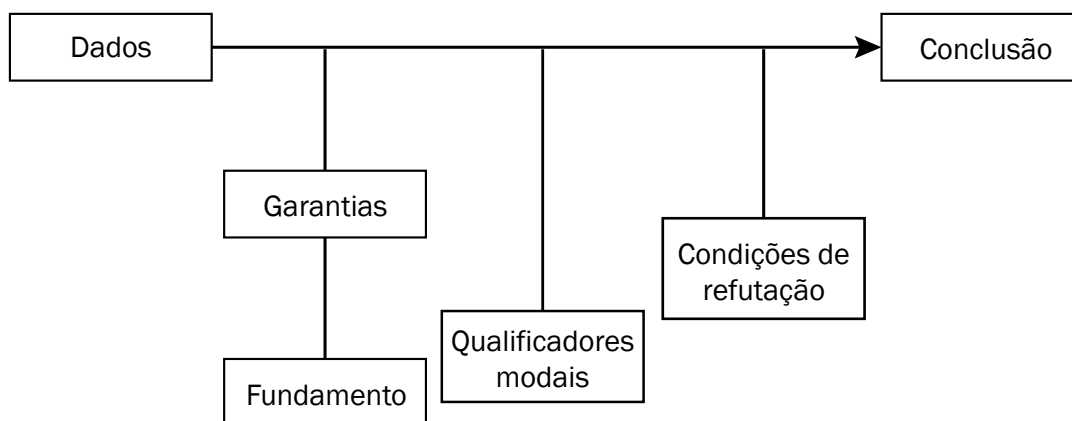 Dados
Conclusão
Garantias
Condições de
refutação
Qualificadores
modais
Fundamento